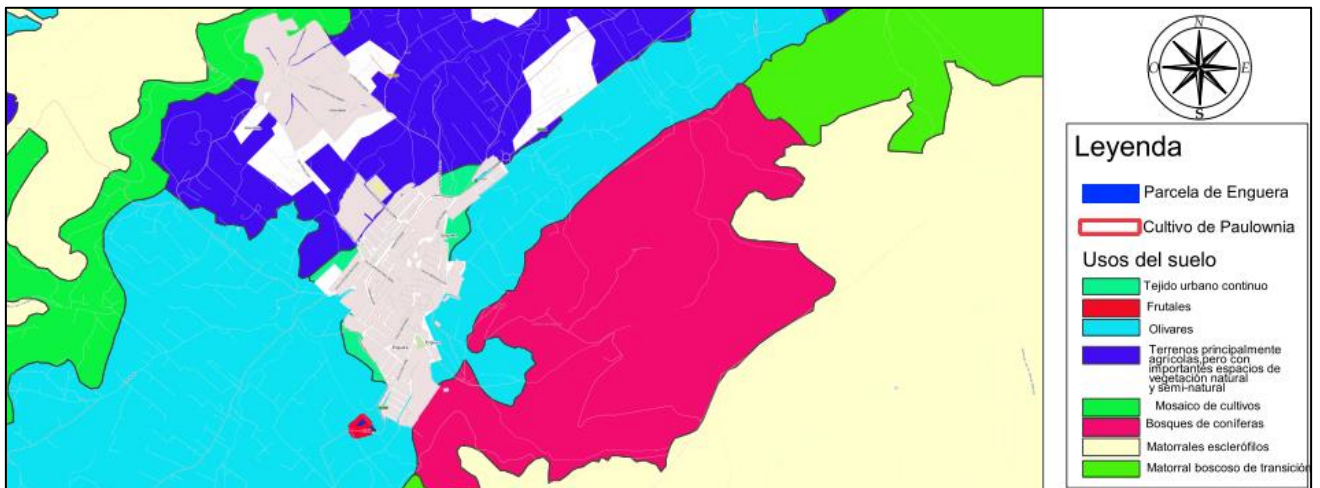 N
O
E
S
Leyenda
Parcela de Enguera
Cultivo de Paulownia
Usos del suelo
Tejido urbano continuo
Frutales
Olivares
Terrenos principalmente
agrícolas,pero con
importantes espacios de
vegetación natural
y semi-natural
Mosaico de cultivos
Bosques de coníferas
Matorrales esclerófilos
Matorral boscoso de transición